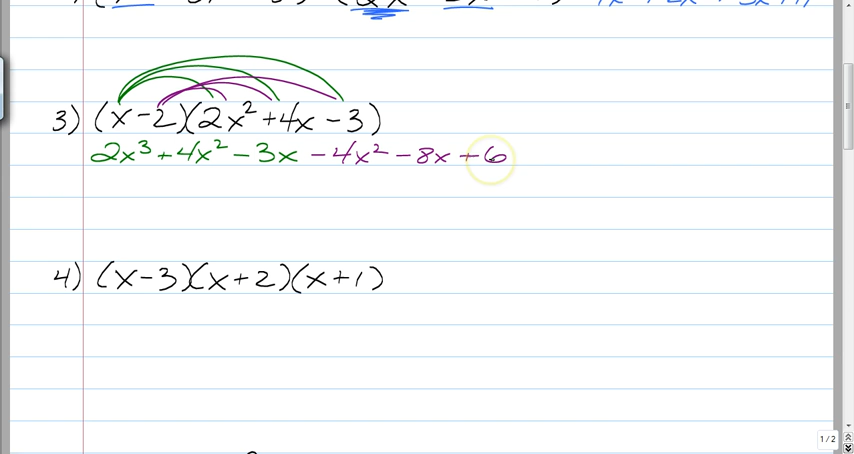 3) (x-2)(2x²+4x-3)
2x³+4x²-3x-4x²-8x+6
4) (x-3)(x+2)(x+1)
1/2